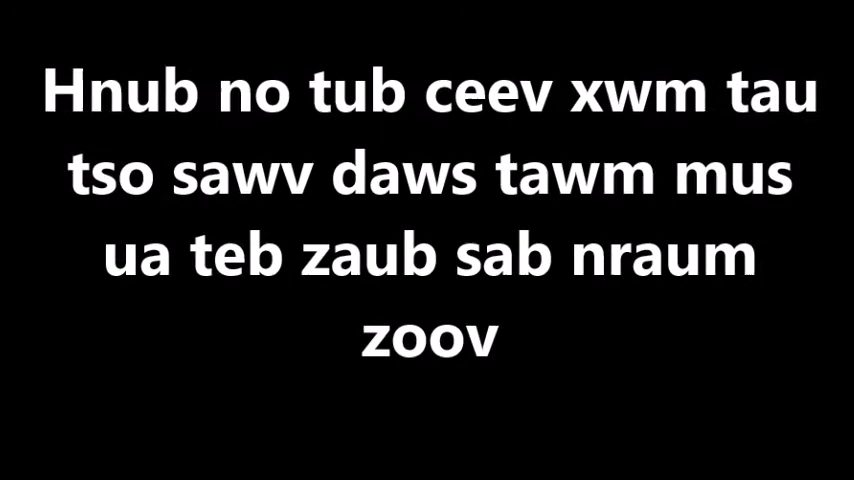 Hnub no tub ceev xwm tau
tso sawv daws tawm mus
ua teb zaub sab nraum
zoov